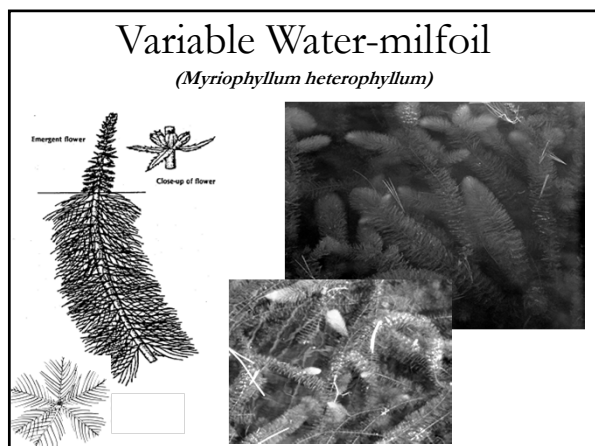 Variable Water-milfoil
(Myriophyllum heterophyllum)
Emergent flower
Close-up of flower